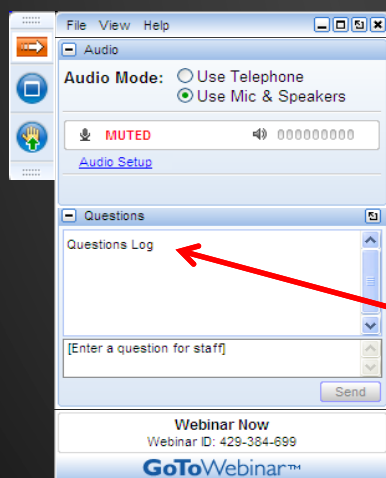 File View Help
Audio
Audio Mode: Use Telephone
Use Mic & Speakers
MUTED 000000000
Audio Setup
Questions
Questions Log
[Enter a question for staff]
Send
Webinar Now
Webinar ID: 429-384-699
GoToWebinar™